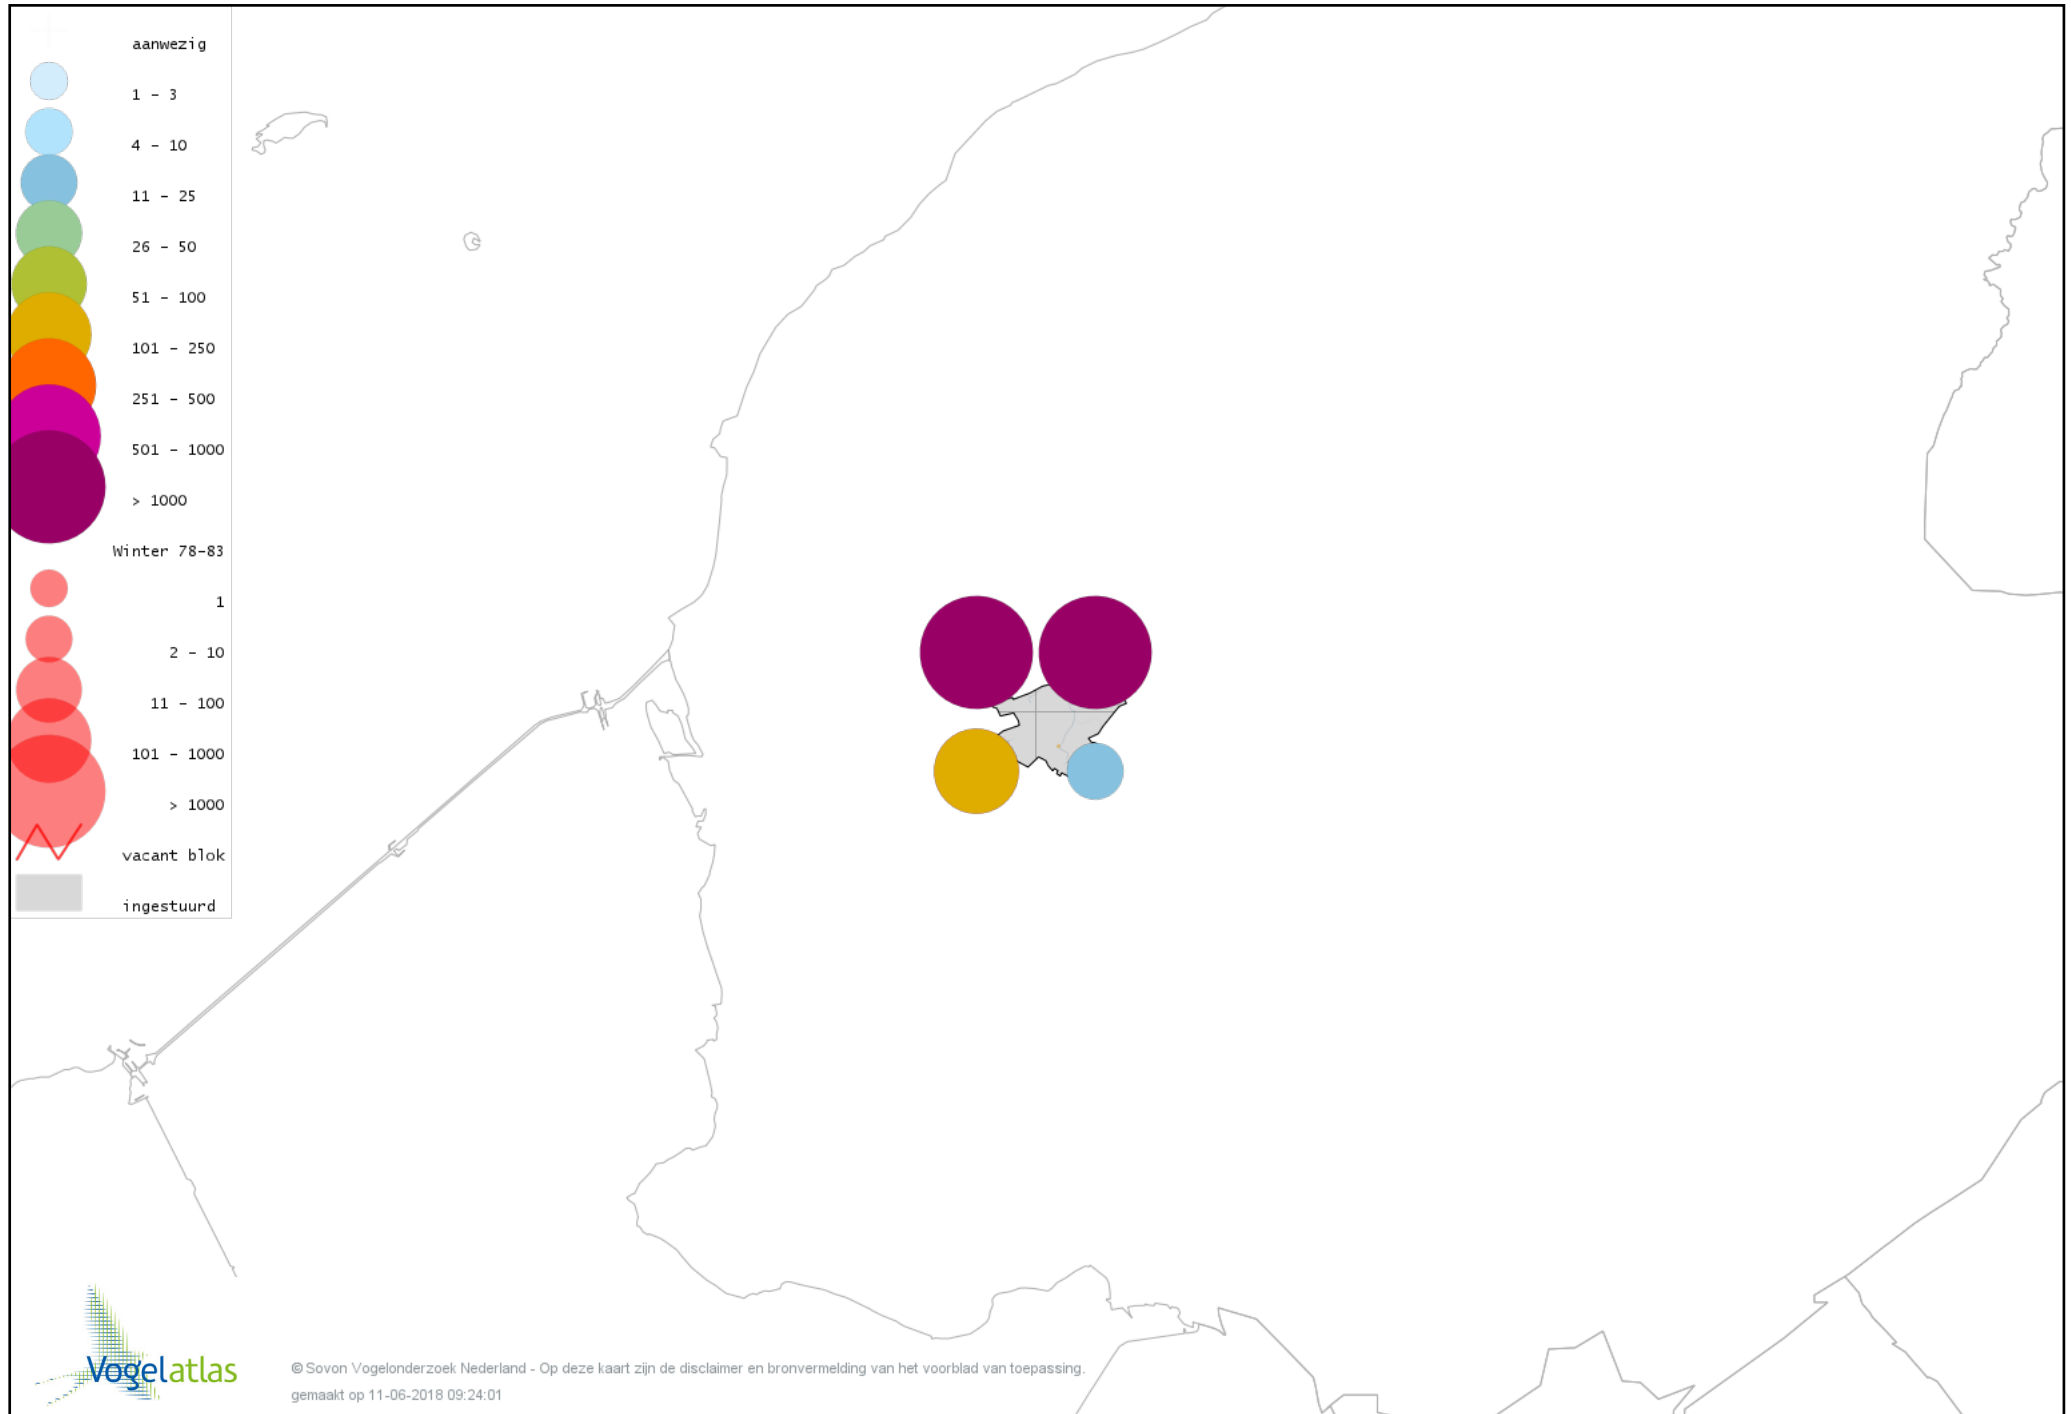 aanwezig
1 - 3
4 - 10
11 - 25
26 - 50
51 - 100
101 - 250
251 - 500
501 - 1000
> 1000
Winter 78-83
1
2 - 10
11 - 100
101 - 1000
> 1000
vacant blok
ingestuurd
Vogelatlas
© Sovon Vogelonderzoek Nederland - Op deze kaart zijn de disclaimer en bronvermelding van het voorblad van toepassing.
gemaakt op 11-06-2018 09:24:01